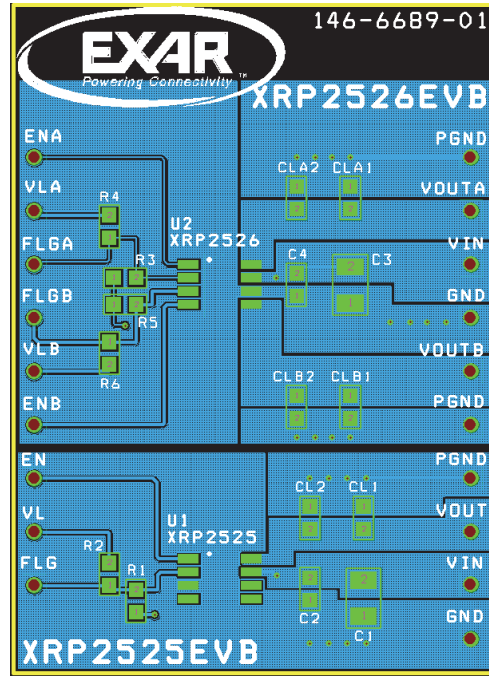 146-6689-01
EXAR
Powering Connectivity ™
XRP2526EVB
ENA
PGND
CLA2 CLA1
VLA
R4
VOUTA
U2
XRP2526
VIN
FLGA
R3
C4
C3
FLGB
GND
R5
VLB
R6
VOUTB
CLB2 CLB1
ENB
PGND
EN
PGND
CL2 CL1
VL
VOUT
U1
XRP2525
R2
FLG
R1
VIN
C2
C1
GND
XRP2525EVB